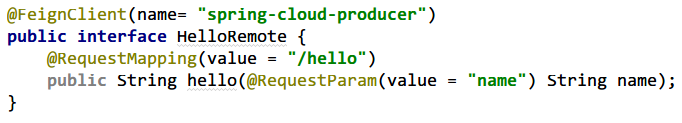 @FeignClient(name= "spring-cloud-producer")
public interface HelloRemote {
    @RequestMapping(value = "/hello")
    public String hello(@RequestParam(value = "name") String name);
}